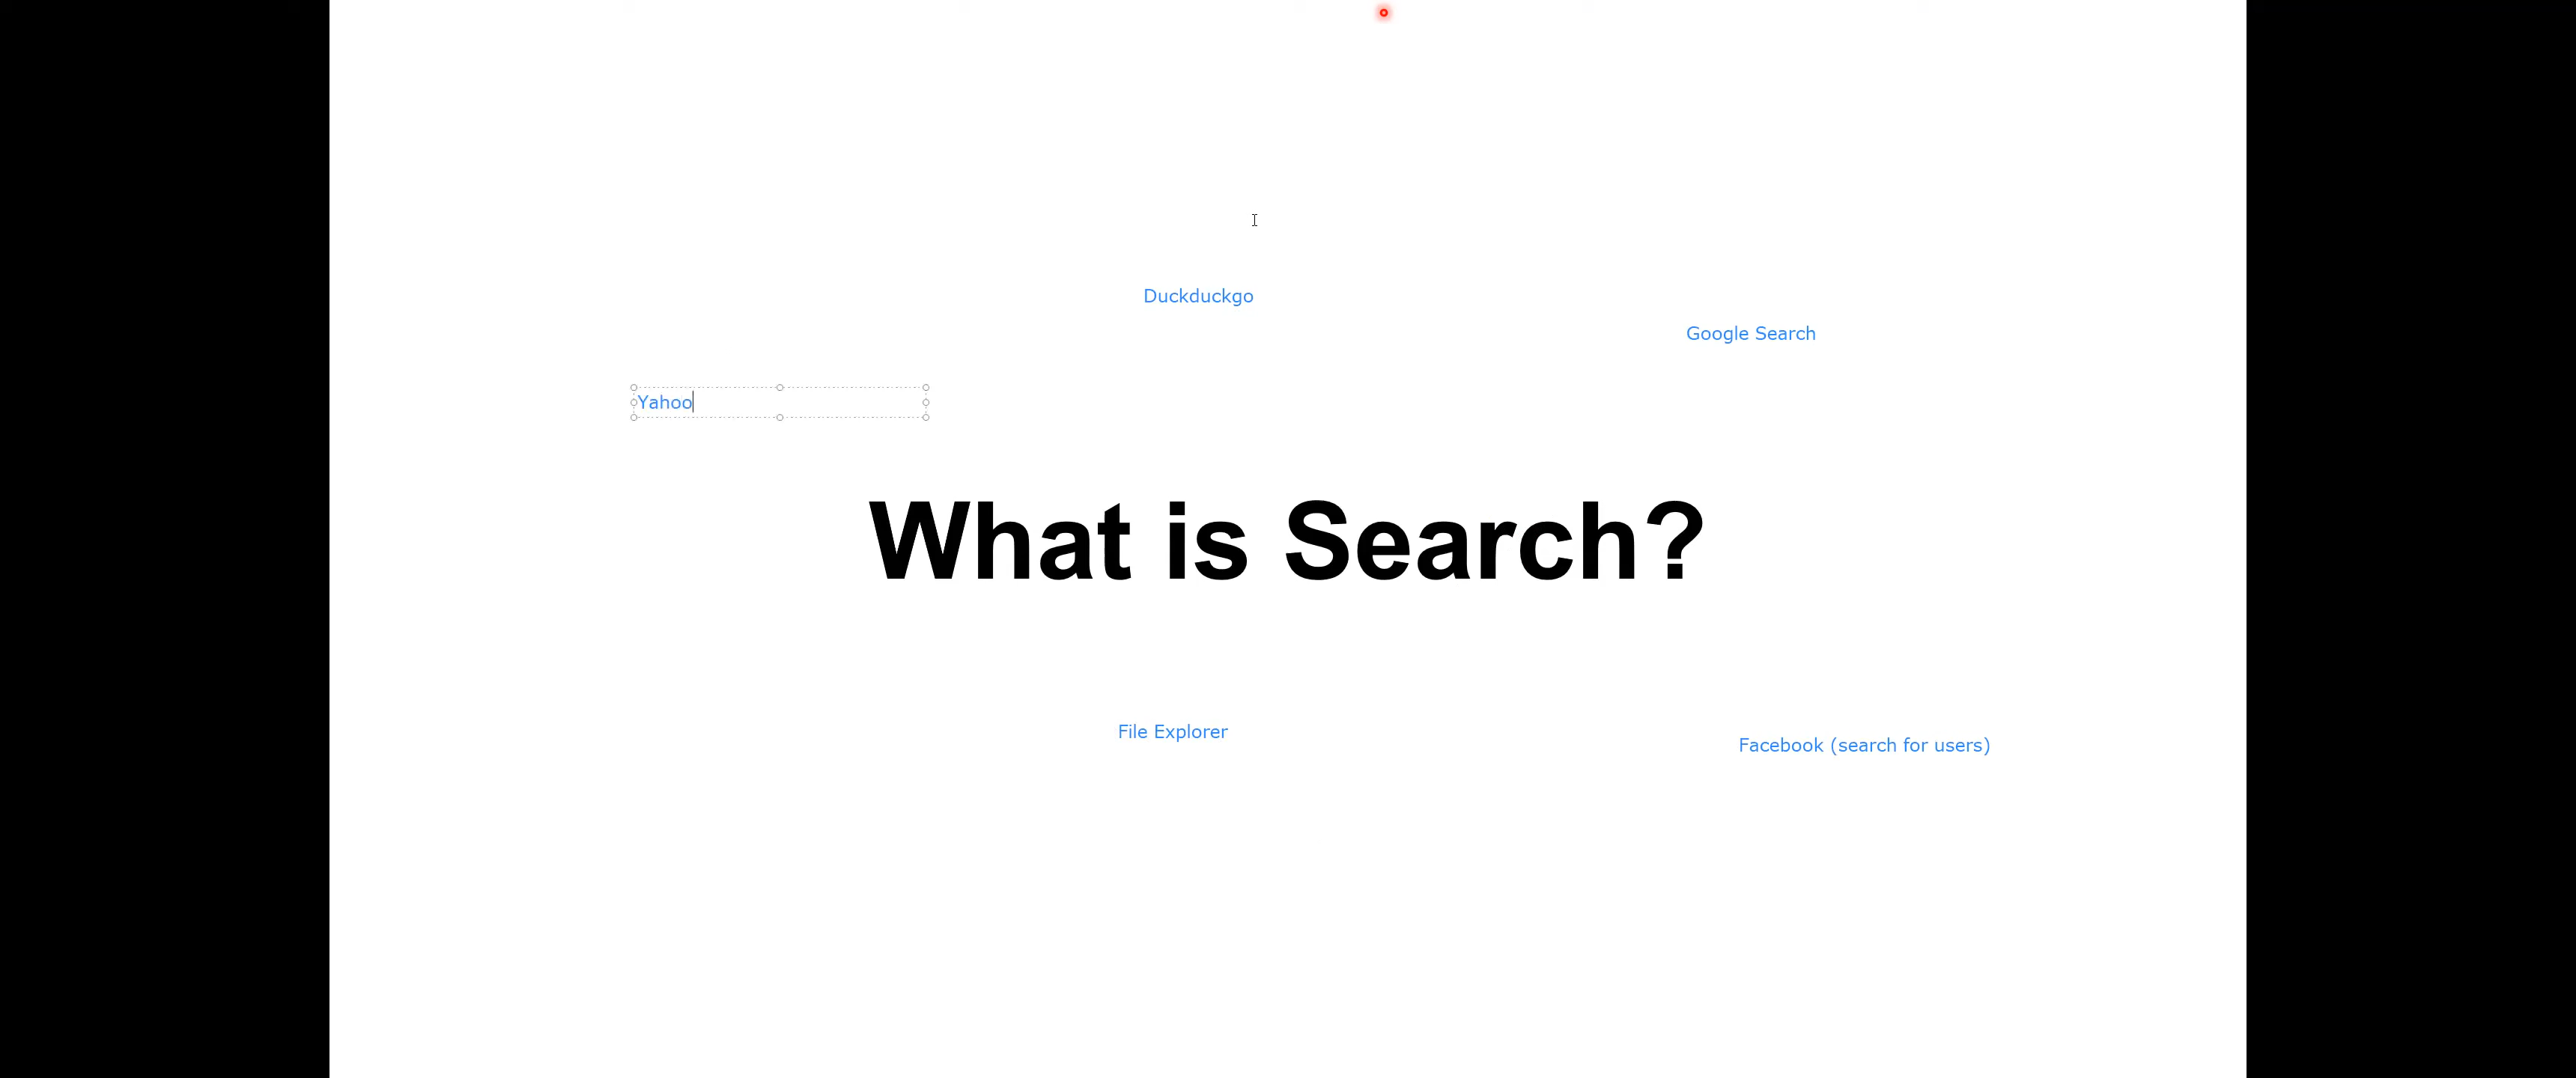 Duckduckgo
Google Search
Yahoo
What is Search?
File Explorer
Facebook (search for users)